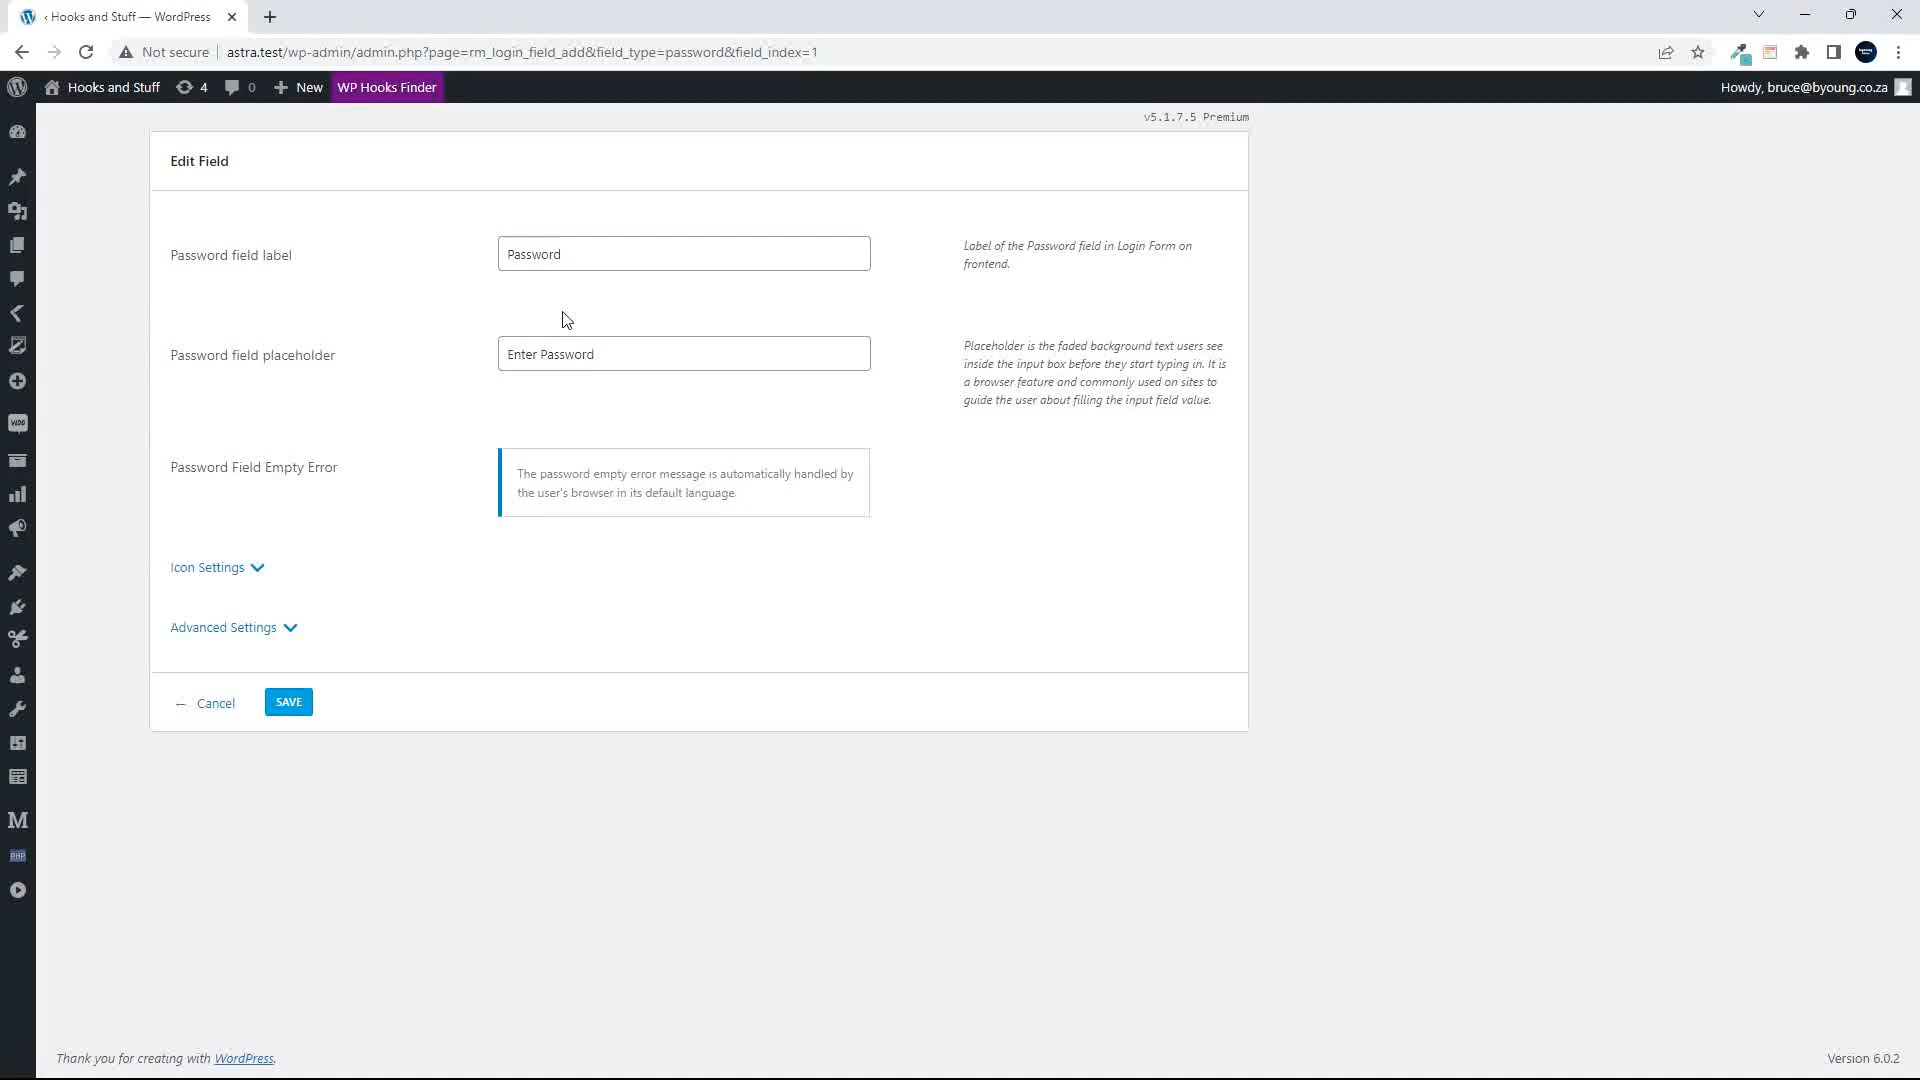 ‹ Hooks and Stuff — WordPress
Not secure
astra.test/wp-admin/admin.php?page=rm_login_field_add&field_type=password&field_index=1
Hooks and Stuff 4 0 New WP Hooks Finder
Howdy, bruce@byoung.co.za
v5.1.7.5 Premium
Edit Field
Password field label
Password
Label of the Password field in Login Form on
frontend.
Password field placeholder
Enter Password
Placeholder is the faded background text users see
inside the input box before they start typing in. It is
a browser feature and commonly used on sites to
guide the user about filling the input field value.
Password Field Empty Error
The password empty error message is automatically handled by
the user's browser in its default language.
Icon Settings
Advanced Settings
← Cancel
SAVE
WOO
M
PHP
Thank you for creating with WordPress.
Version 6.0.2